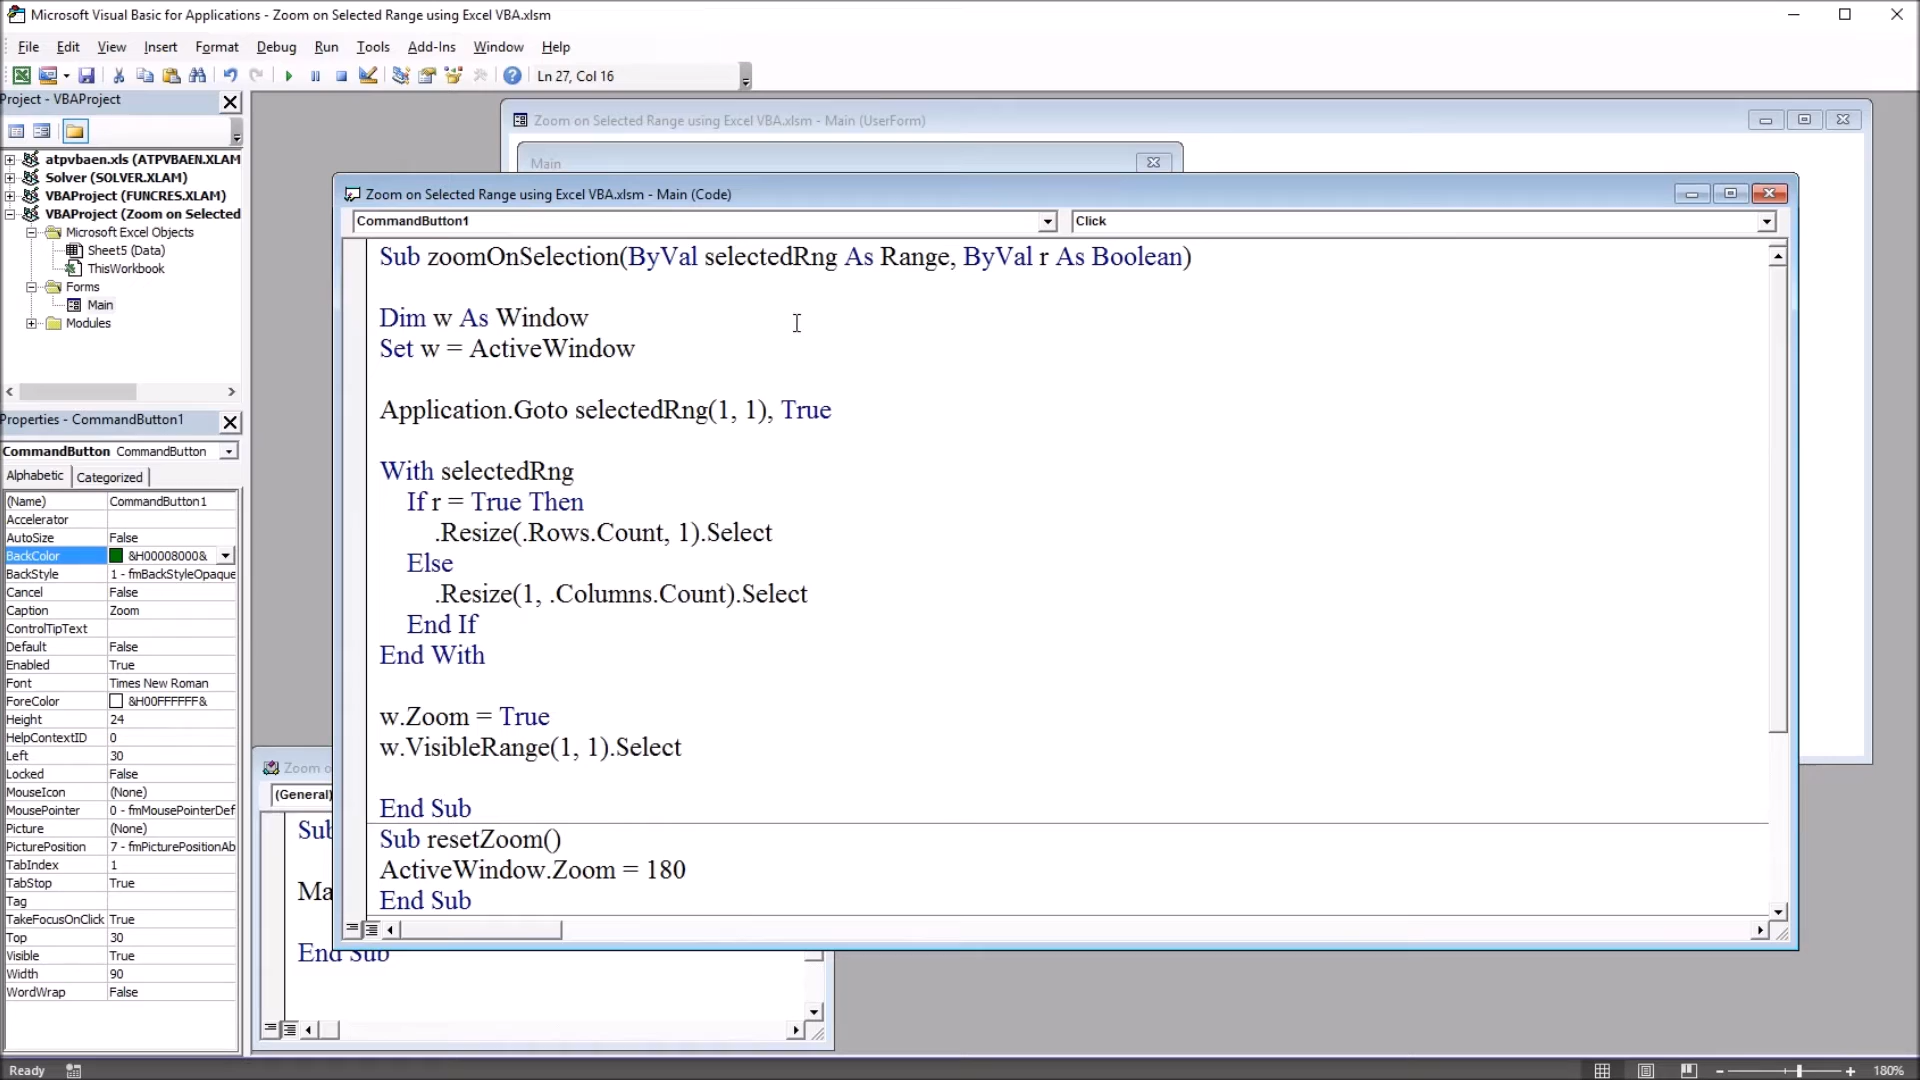 Microsoft Visual Basic for Applications - Zoom on Selected Range using Excel VBA.xlsm
File Edit View Insert Format Debug Run Tools Add-Ins Window Help
Ln 27, Col 16
Project - VBAProject
atpvbaen.xls (ATPVBAEN.XLAM
Solver (SOLVER.XLAM)
VBAProject (FUNCRES.XLAM)
VBAProject (Zoom on Selected
Microsoft Excel Objects
Sheet5 (Data)
ThisWorkbook
Forms
Main
Modules
Properties - CommandButton1
CommandButton CommandButton
Alphabetic Categorized
(Name) CommandButton1
Accelerator
AutoSize False
BackColor &H00008000&
BackStyle 1 - fmBackStyleOpaque
Cancel False
Caption Zoom
ControlTipText
Default False
Enabled True
Font Times New Roman
ForeColor &H00FFFFFF&
Height 24
HelpContextID 0
Left 30
Locked False
MouseIcon (None)
MousePointer 0 - fmMousePointerDef
Picture (None)
PicturePosition 7 - fmPicturePositionAb
TabIndex 1
TabStop True
Tag
TakeFocusOnClick True
Top 30
Visible True
Width 90
WordWrap False
Zoom on Selected Range using Excel VBA.xlsm - Main (UserForm)
Main
Zoom on Selected Range using Excel VBA.xlsm - Main (Code)
CommandButton1 Click
Sub zoomOnSelection(ByVal selectedRng As Range, ByVal r As Boolean)
Dim w As Window
Set w = ActiveWindow
Application.Goto selectedRng(1, 1), True
With selectedRng
If r = True Then
.Resize(.Rows.Count, 1).Select
Else
.Resize(1, .Columns.Count).Select
End If
End With
w.Zoom = True
w.VisibleRange(1, 1).Select
End Sub
Sub resetZoom()
ActiveWindow.Zoom = 180
End Sub
Zoom o
(General)
Sub
Ma
End Sub
Ready
180%